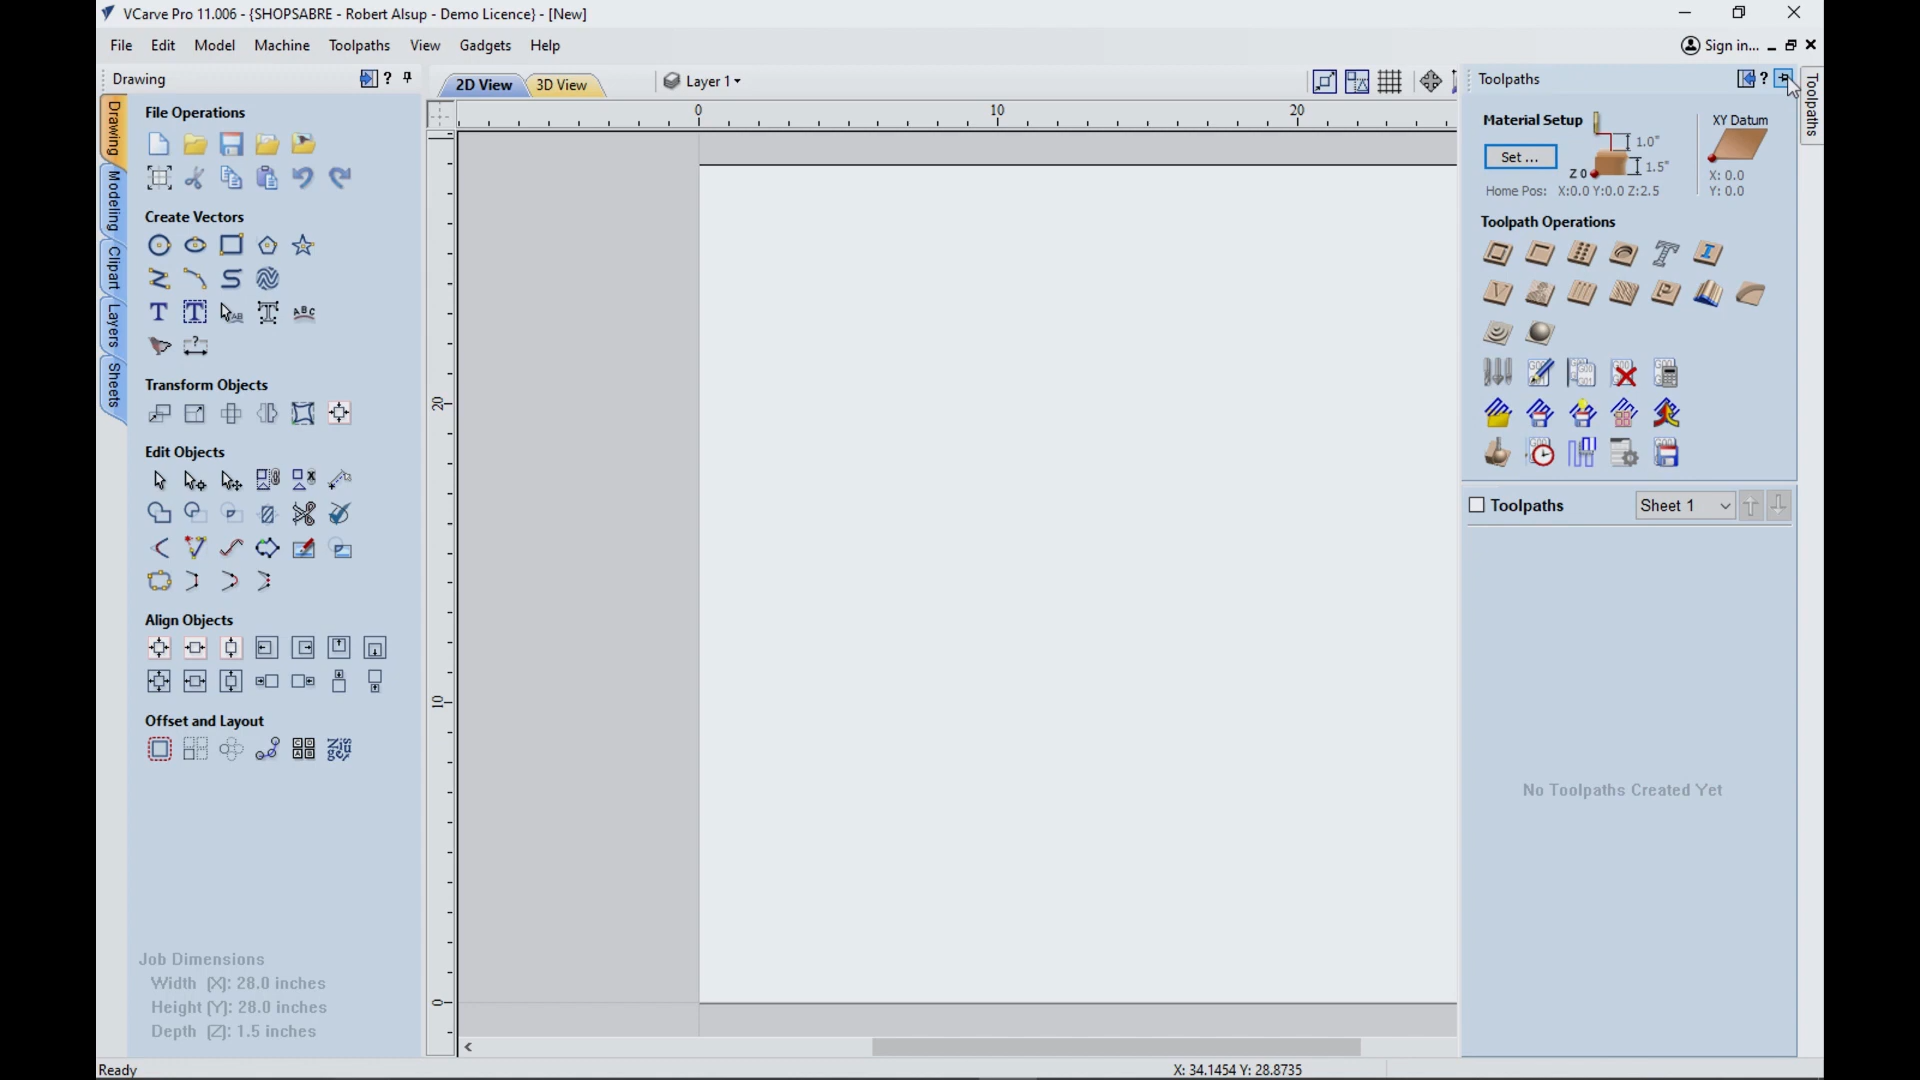 VCarve Pro 11.006 - {SHOPSABRE - Robert Alsup - Demo Licence} - [New]
File Edit Model Machine Toolpaths View Gadgets Help
Sign in...
Drawing
?
2D View
3D View
Layer 1
Toolpaths
?
Drawing
Modeling
Clipart
Layers
Sheets
File Operations
Create Vectors
Transform Objects
Edit Objects
Align Objects
Offset and Layout
Job Dimensions
Width (X): 28.0 inches
Height (Y): 28.0 inches
Depth (Z): 1.5 inches
0 10 20
20
10
0
Material Setup
Set ...
1.0"
1.5"
Z 0
Home Pos: X:0.0 Y:0.0 Z:2.5
XY Datum
X: 0.0
Y: 0.0
Toolpaths
Toolpath Operations
Toolpaths
Sheet 1
No Toolpaths Created Yet
Ready
X: 34.1454 Y: 28.8735